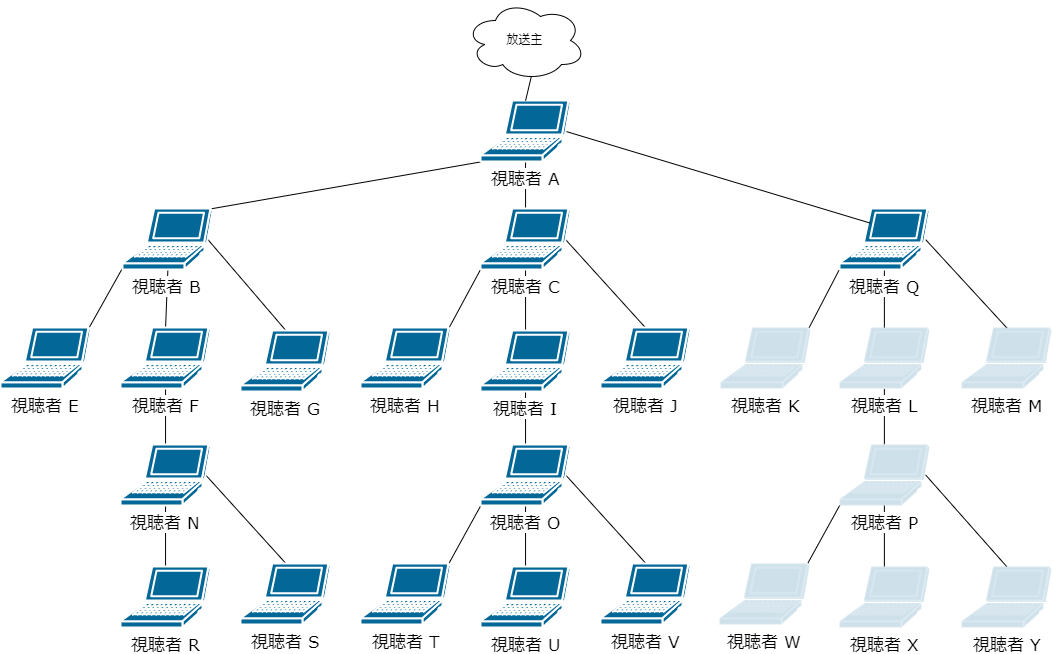 放送主
視聴者 A
視聴者 B
視聴者 C
視聴者 Q
視聴者 E
視聴者 F
視聴者 G
視聴者 H
視聴者 I
視聴者 J
視聴者 K
視聴者 L
視聴者 M
視聴者 N
視聴者 O
視聴者 P
視聴者 R
視聴者 S
視聴者 T
視聴者 U
視聴者 V
視聴者 W
視聴者 X
視聴者 Y